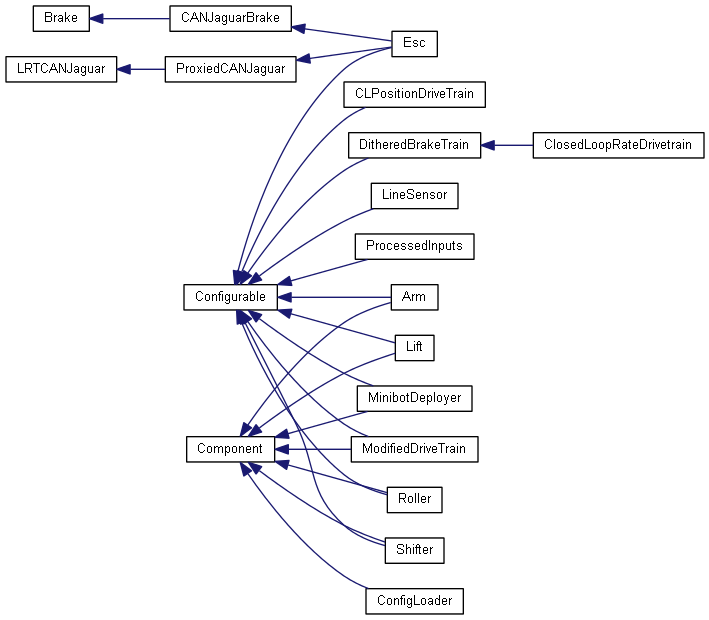 Brake
CANJaguarBrake
Esc
LRTCANJaguar
ProxiedCANJaguar
CLPositionDriveTrain
DitheredBrakeTrain
ClosedLoopRateDrivetrain
LineSensor
ProcessedInputs
Configurable
Arm
Lift
MinibotDeployer
Component
ModifiedDriveTrain
Roller
Shifter
ConfigLoader